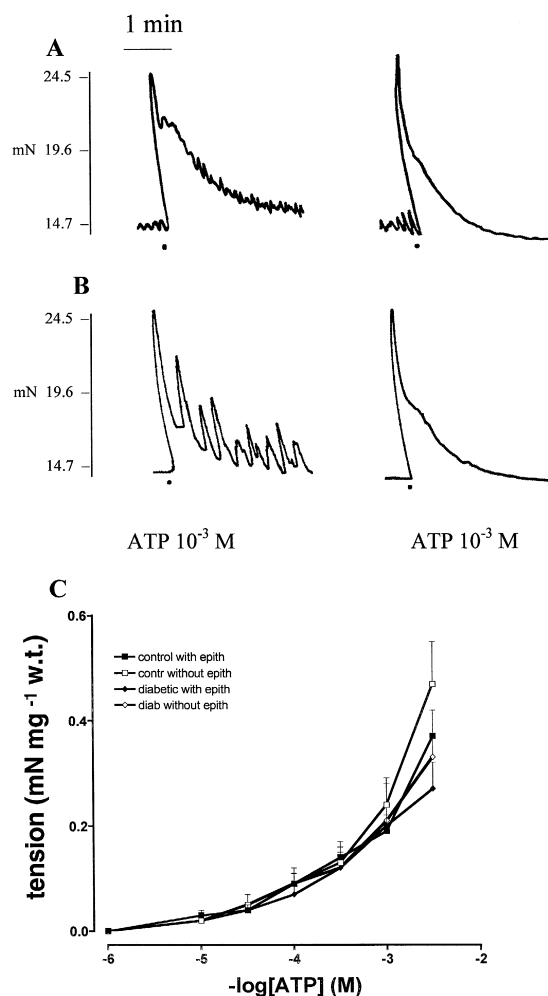 1 min
A
24.5
mN 19.6
14.7
B
24.5
mN 19.6
14.7
ATP 10⁻³ M ATP 10⁻³ M
C
0.6
0.4
0.2
0.0
tension (mN mg⁻¹ w.t.)
control with epith
contr without epith
diabetic with epith
diab without epith
-6 -5 -4 -3 -2
-log[ATP] (M)